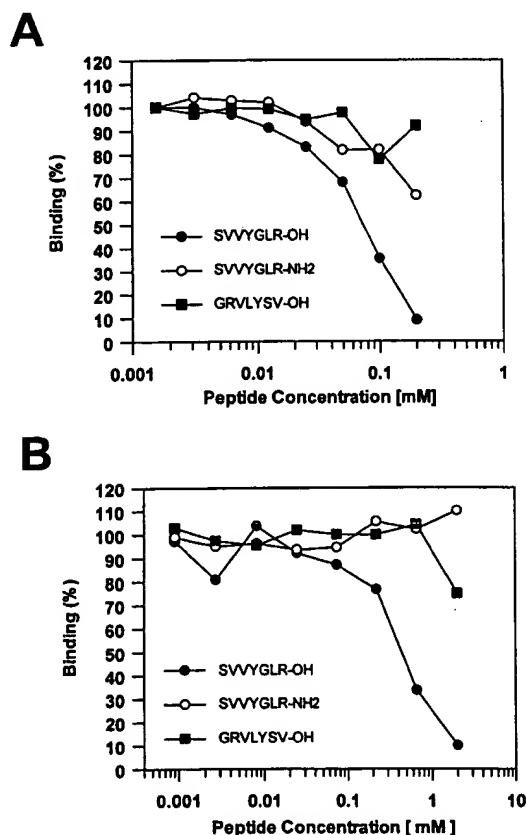 A
120
110
100
90
80
70
60
50
40
30
20
10
0
Binding (%)
SVVYGLR-OH
SVVYGLR-NH2
GRVLYSV-OH
0.001
0.01
0.1
1
Peptide Concentration [mM]
B
120
110
100
90
80
70
60
50
40
30
20
10
0
Binding (%)
SVVYGLR-OH
SVVYGLR-NH2
GRVLYSV-OH
0.001
0.01
0.1
1
10
Peptide Concentration [ mM ]